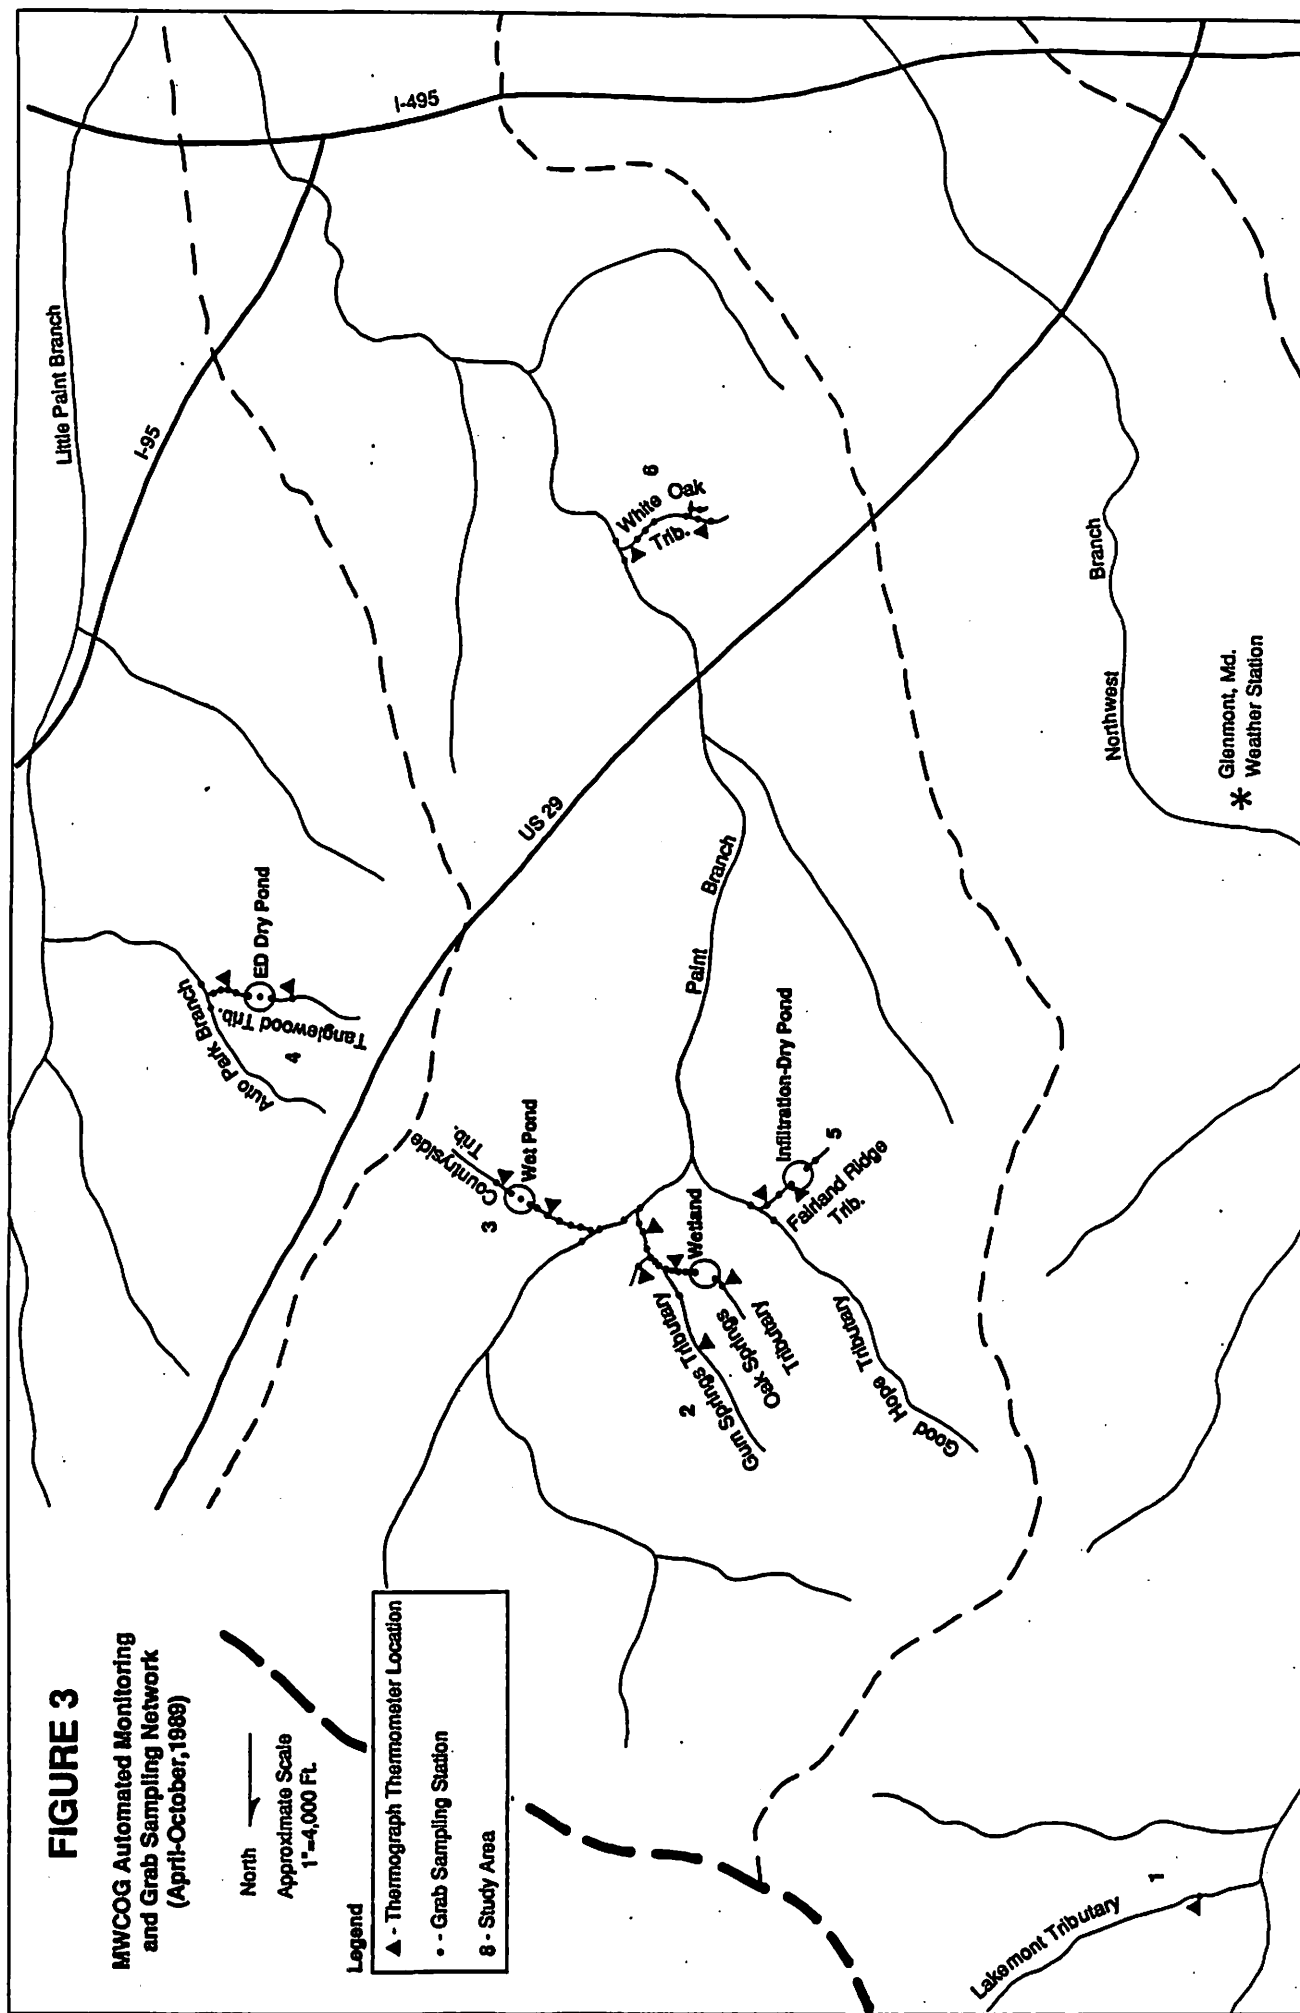 FIGURE 3
MWCOG Automated Monitoring
and Grab Sampling Network
(April-October,1989)
North
Approximate Scale
1"=4,000 Ft.
Legend
▲ - Thermograph Thermometer Location
• - Grab Sampling Station
8 - Study Area
Little Paint Branch
I-95
I-495
US 29
Auto Park Branch
Tanglewood Trib.
4
ED Dry Pond
Countryside
Trib.
3
Wet Pond
White Oak
Trib.
6
Paint
Branch
Wetland
Gum Springs Tributary
2
Oak Springs
Tributary
Infiltration-Dry Pond
5
Fairland Ridge
Trib.
Good Hope Tributary
Northwest
Branch
Glenmont, Md.
Weather Station
Lakemont Tributary
1